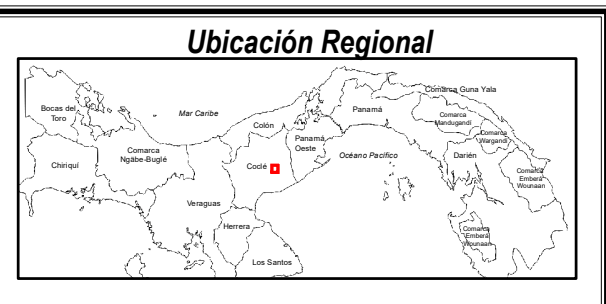 Ubicación Regional
Bocas del
Toro
Mar Caribe
Comarca Guna Yala
Colón
Panamá
Comarca
Mandugandí
Comarca
Wargandí
Chiriquí
Comarca
Ngäbe-Buglé
Coclé
Panamá
Oeste
Océano Pacífico
Darién
Comarca
Emberá
Wounaan
Veraguas
Herrera
Los Santos
Comarca
Emberá
Wounaan